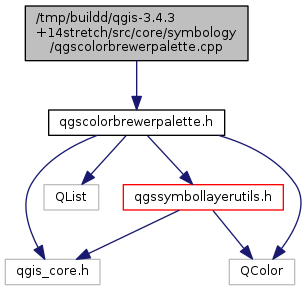 /tmp/buildd/qgis-3.4.3
+14stretch/src/core/symbology
/qgscolorbrewerpalette.cpp
qgscolorbrewerpalette.h
QList
qgssymbollayerutils.h
qgis_core.h
QColor